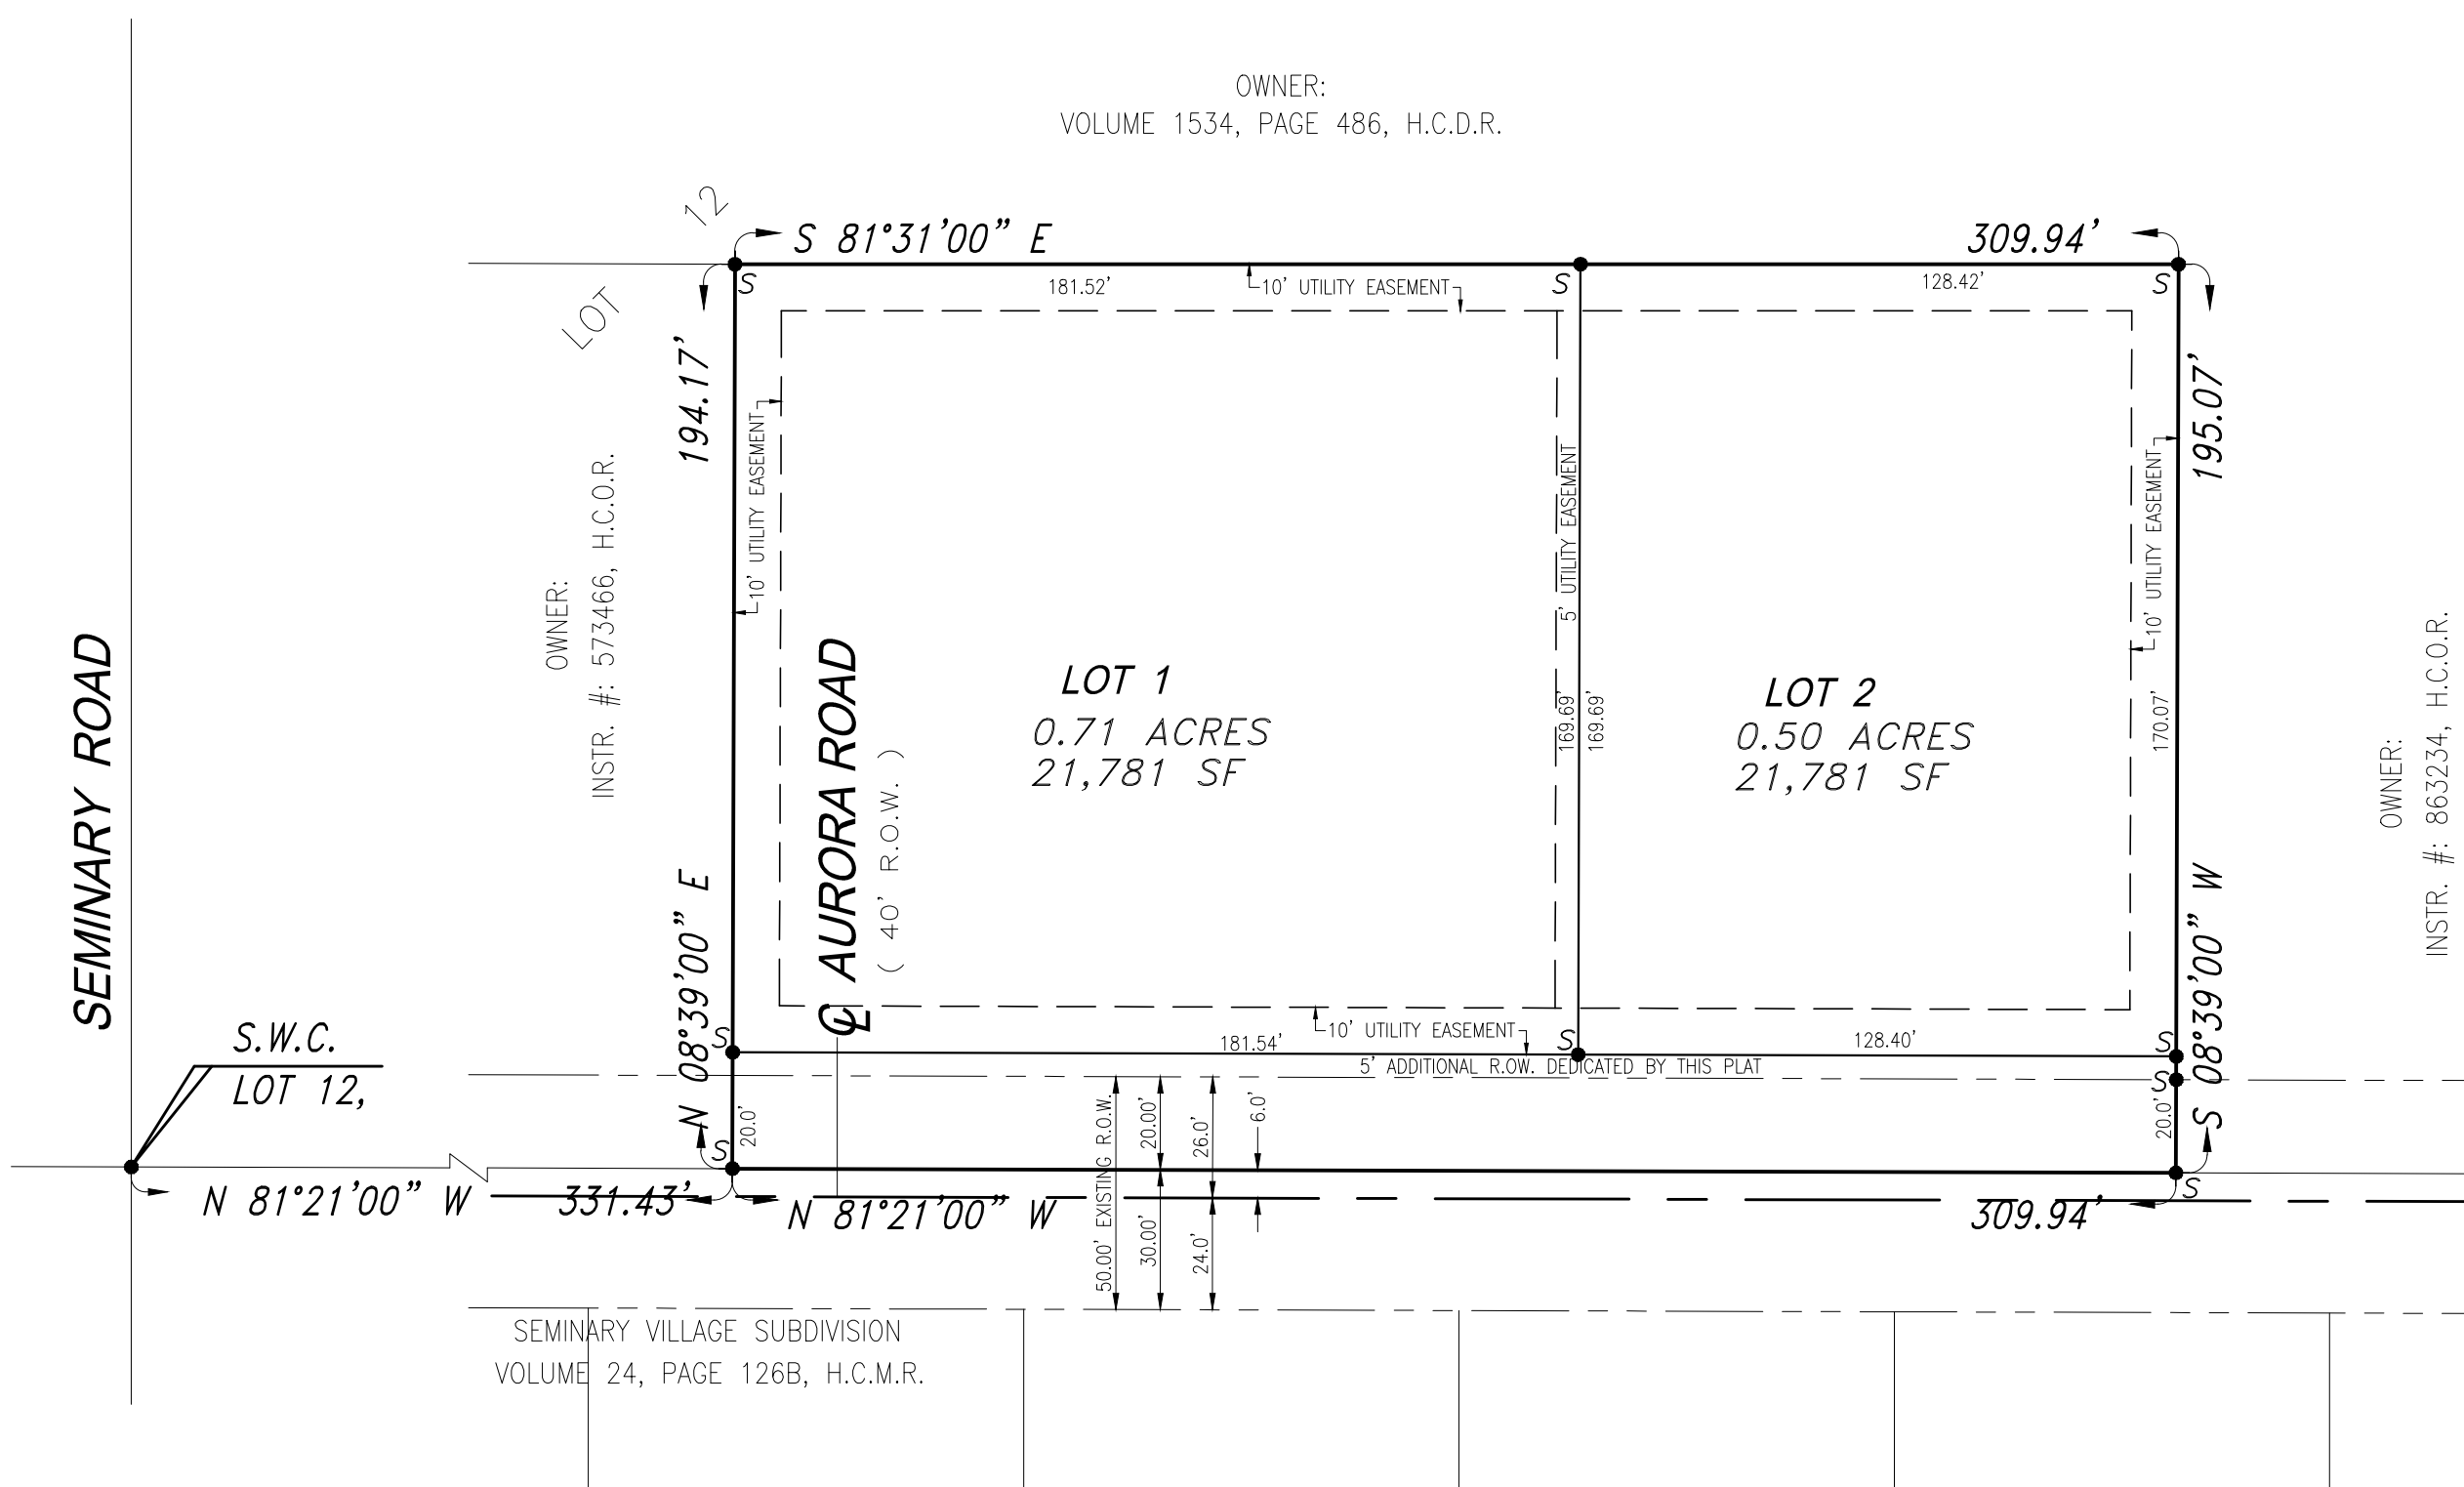 OWNER:
VOLUME 1534, PAGE 486, H.C.D.R.
LOT 12
S 81°31'00" E
309.94'
S
181.52'
10' UTILITY EASEMENT
S
128.42'
S
194.17'
N 08°39'00" E
10' UTILITY EASEMENT
OWNER:
INSTR. #: 573466, H.C.O.R.
SEMINARY ROAD
℄ AURORA ROAD
( 40' R.O.W. )
LOT 1
0.71 ACRES
21,781 SF
5' UTILITY EASEMENT
169.69'
169.69'
LOT 2
0.50 ACRES
21,781 SF
10' UTILITY EASEMENT
170.07'
195.07'
S 08°39'00" W
OWNER:
INSTR. #: 863234, H.C.O.R.
S.W.C.
LOT 12,
S
181.54'
10' UTILITY EASEMENT
S
128.40'
S
5' ADDITIONAL R.OW. DEDICATED BY THIS PLAT
S
20.0'
S
50.00' EXISTING R.O.W.
20.00'
30.00'
26.0'
24.0'
6.0'
20.0'
S
N 81°21'00" W
331.43'
N 81°21'00" W
309.94'
SEMINARY VILLAGE SUBDIVISION
VOLUME 24, PAGE 126B, H.C.M.R.